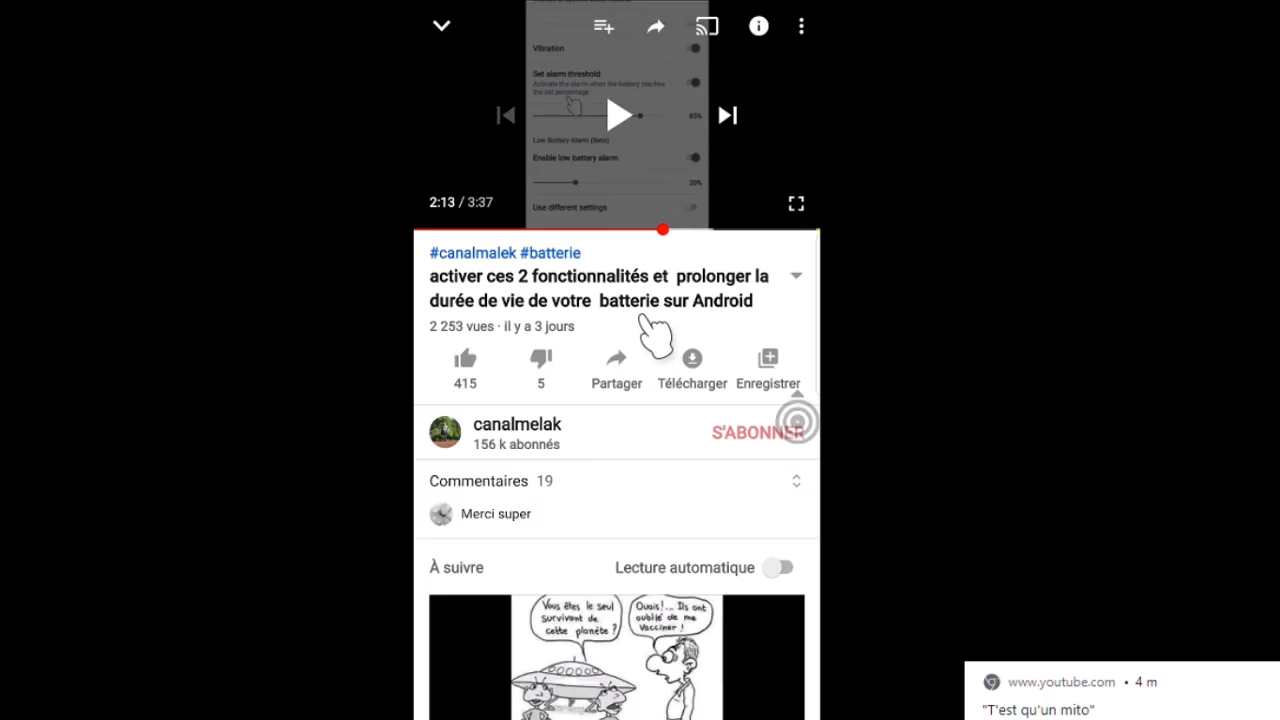 Vibration
Set alarm threshold
Activate the alarm when the battery reaches
the set percentage
85%
Low Battery Alarm (Beta)
Enable low battery alarm
20%
2:13 / 3:37
Use different settings
#canalmalek #batterie
activer ces 2 fonctionnalités et prolonger la
durée de vie de votre batterie sur Android
2 253 vues · il y a 3 jours
415
5
Partager
Télécharger
Enregistrer
canalmelak
S'ABONNER
156 k abonnés
Commentaires 19
Merci super
À suivre
Lecture automatique
Vous êtes le seul
survivant de
cette planète ?
Ouais!... Ils ont
oublié de me
vacciner !
www.youtube.com • 4 m
"T'est qu'un mito"